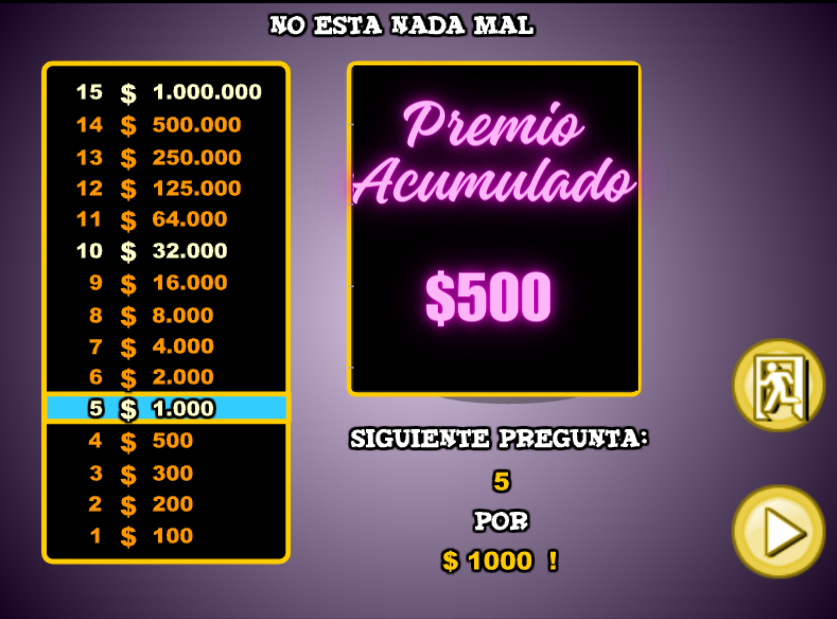 NO ESTA NADA MAL
15 $ 1.000.000
14 $ 500.000
13 $ 250.000
12 $ 125.000
11 $ 64.000
10 $ 32.000
9 $ 16.000
8 $ 8.000
7 $ 4.000
6 $ 2.000
5 $ 1.000
4 $ 500
3 $ 300
2 $ 200
1 $ 100
Premio
Acumulado
$500
SIGUIENTE PREGUNTA:
5
POR
$ 1000 !